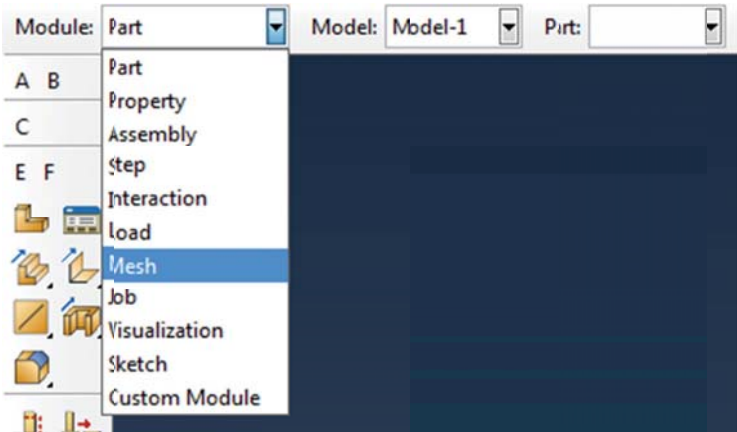 Module: Part Model: Model-1 Part:
A B
C
E F
Part
Property
Assembly
Step
Interaction
Load
Mesh
Job
Visualization
Sketch
Custom Module